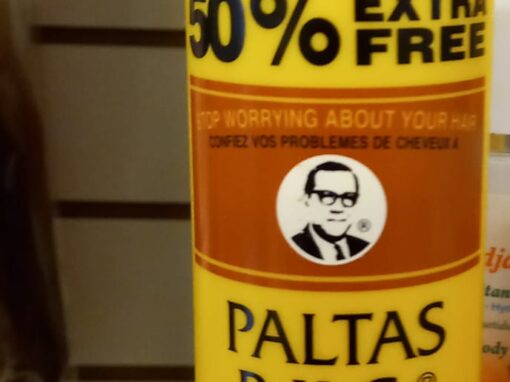 50% EXTRA
FREE
STOP WORRYING ABOUT YOUR HAIR
CONFIEZ VOS PROBLEMES DE CHEVEUX A
®
PALTAS